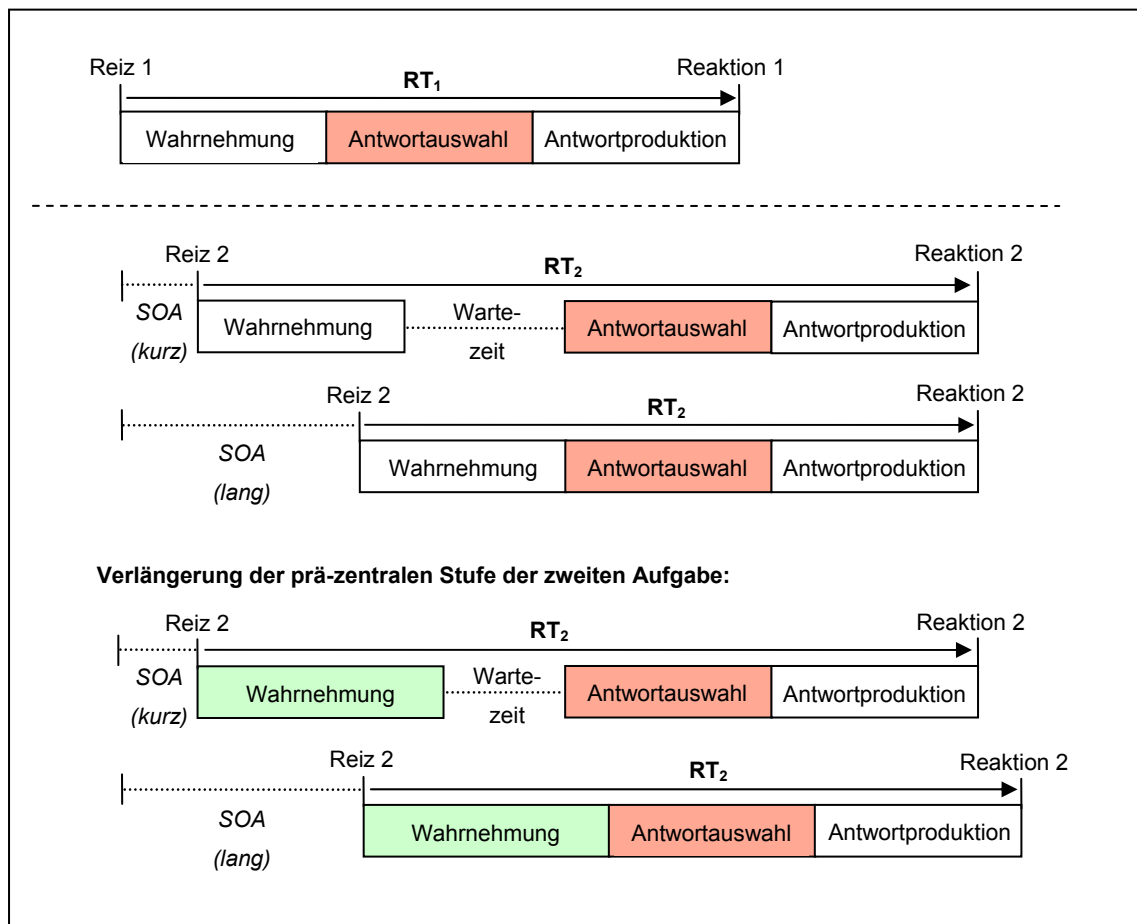 Reiz 1 Reaktion 1
RT1
Wahrnehmung Antwortauswahl Antwortproduktion
Reiz 2 Reaktion 2
RT2
SOA Wahrnehmung Warte- Antwortauswahl Antwortproduktion
(kurz) zeit
Reiz 2 Reaktion 2
RT2
SOA Wahrnehmung Antwortauswahl Antwortproduktion
(lang)
Verlängerung der prä-zentralen Stufe der zweiten Aufgabe:
Reiz 2 Reaktion 2
RT2
SOA Wahrnehmung Warte- Antwortauswahl Antwortproduktion
(kurz) zeit
Reiz 2 Reaktion 2
RT2
SOA Wahrnehmung Antwortauswahl Antwortproduktion
(lang)